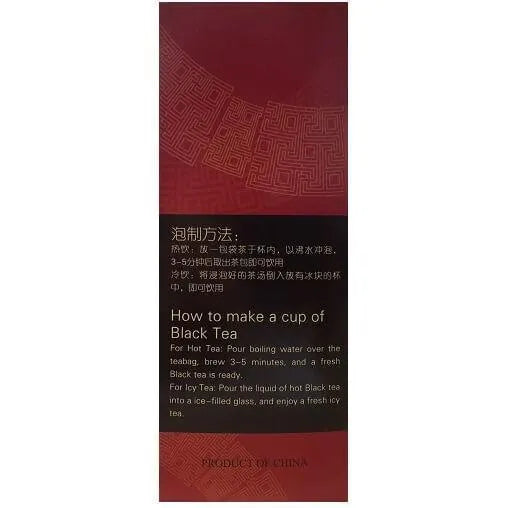 泡制方法：
热饮：放一包袋茶于杯内，以沸水冲泡，
3-5分钟后取出茶包即可饮用
冷饮：将浸泡好的茶汤倒入放有冰块的杯
中，即可饮用
How to make a cup of
Black Tea
For Hot Tea: Pour boiling water over the
teabag, brew 3-5 minutes, and a fresh
Black tea is ready.
For Icy Tea: Pour the liquid of hot Black tea
into a ice-filled glass, and enjoy a fresh icy
tea.
PRODUCT OF CHINA